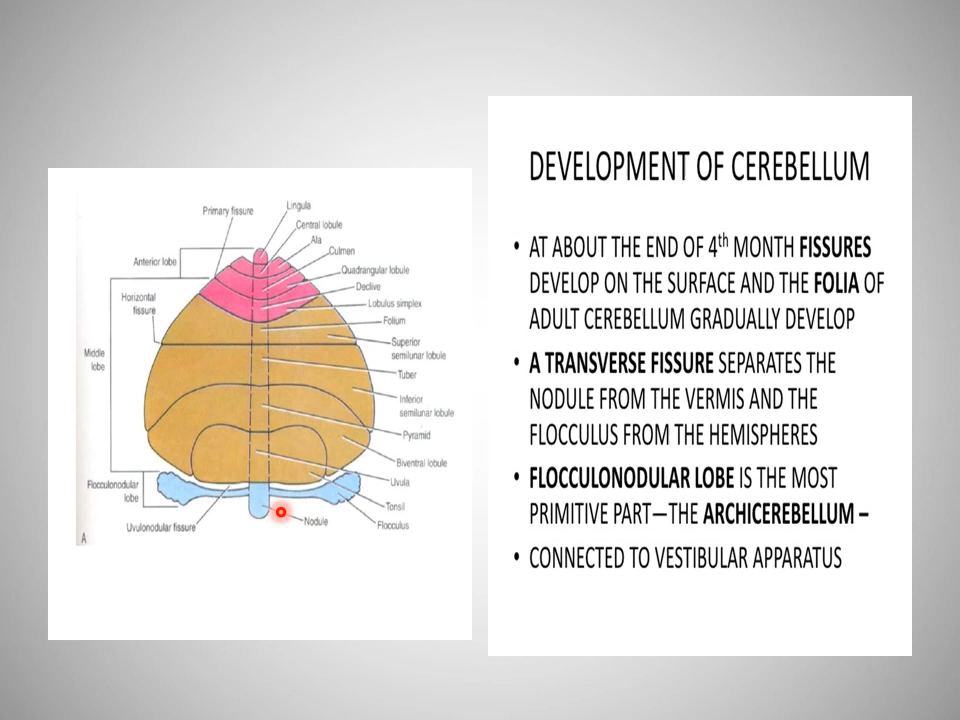 Lingula
Primary fissure
Central lobule
Ala
Culmen
Anterior lobe
Quadrangular lobule
Declive
Horizontal
fissure
Lobulus simplex
Folium
Superior
semilunar lobule
Middle
lobe
Tuber
Inferior
semilunar lobule
Pyramid
Biventral lobule
Uvula
Flocculonodular
lobe
Tonsil
Nodule
Flocculus
Uvulonodular fissure
A
DEVELOPMENT OF CEREBELLUM
• AT ABOUT THE END OF 4th MONTH FISSURES
DEVELOP ON THE SURFACE AND THE FOLIA OF
ADULT CEREBELLUM GRADUALLY DEVELOP
• A TRANSVERSE FISSURE SEPARATES THE
NODULE FROM THE VERMIS AND THE
FLOCCULUS FROM THE HEMISPHERES
• FLOCCULONODULAR LOBE IS THE MOST
PRIMITIVE PART—THE ARCHICEREBELLUM –
• CONNECTED TO VESTIBULAR APPARATUS